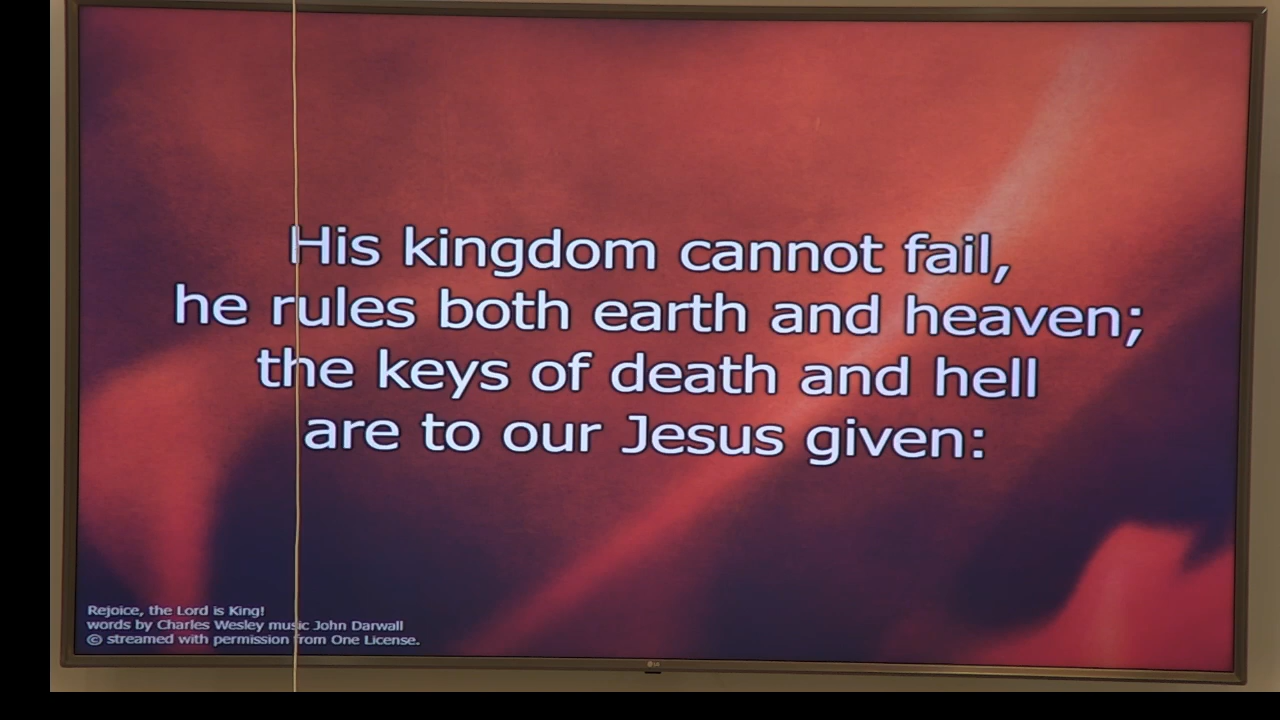 His kingdom cannot fail,
he rules both earth and heaven;
the keys of death and hell
are to our Jesus given:
Rejoice, the Lord is King!
words by Charles Wesley music John Darwall
© streamed with permission from One License.
LG